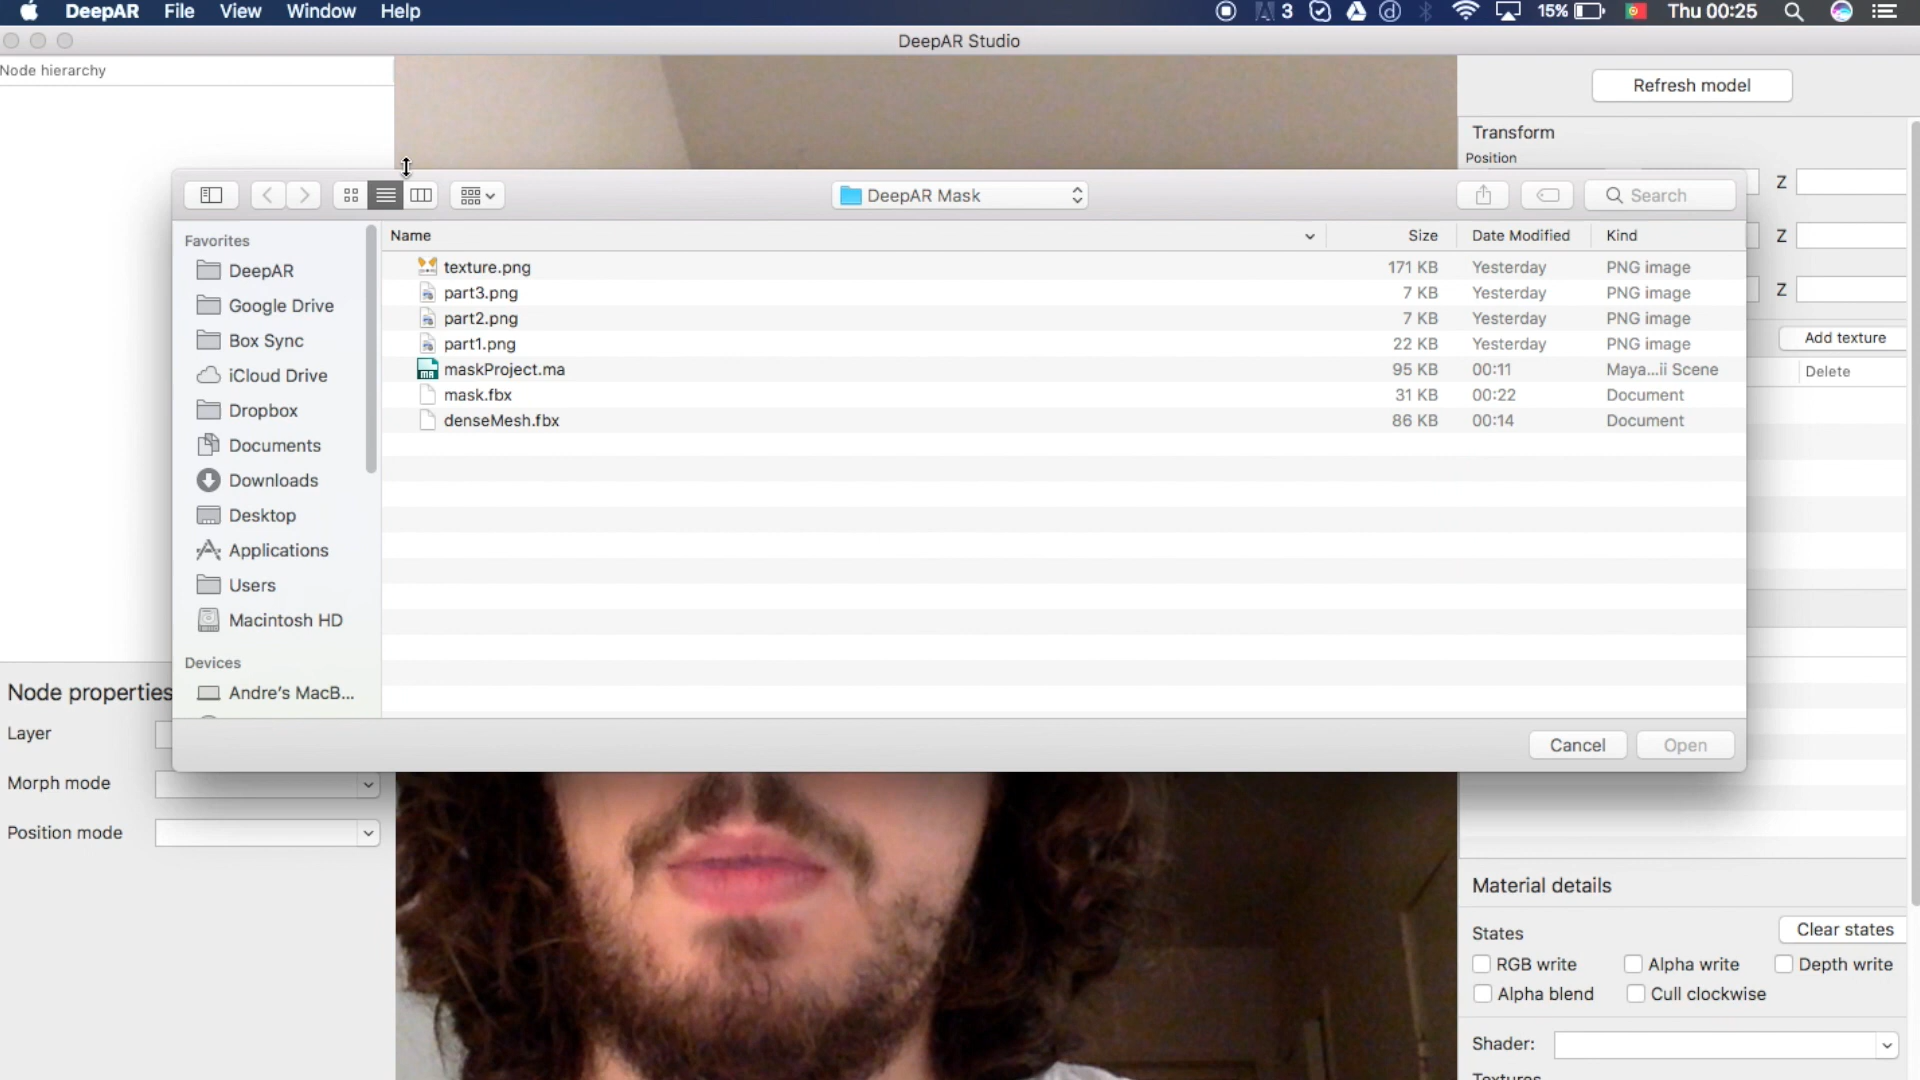 DeepAR File View Window Help 3 15% Thu 00:25
DeepAR Studio
Node hierarchy
Refresh model
Transform
Position
DeepAR Mask
Search
Z
Favorites
Name Size Date Modified Kind
Z
DeepAR
texture.png 171 KB Yesterday PNG image
part3.png 7 KB Yesterday PNG image
Z
Google Drive
part2.png 7 KB Yesterday PNG image
Box Sync
part1.png 22 KB Yesterday PNG image
Add texture
iCloud Drive
maskProject.ma 95 KB 00:11 Maya...ii Scene
Delete
mask.fbx 31 KB 00:22 Document
Dropbox
denseMesh.fbx 86 KB 00:14 Document
Documents
Downloads
Desktop
Applications
Users
Macintosh HD
Devices
Andre's MacB...
Node properties
Layer
Cancel Open
Morph mode
Position mode
Material details
States
Clear states
RGB write Alpha write Depth write
Alpha blend Cull clockwise
Shader: